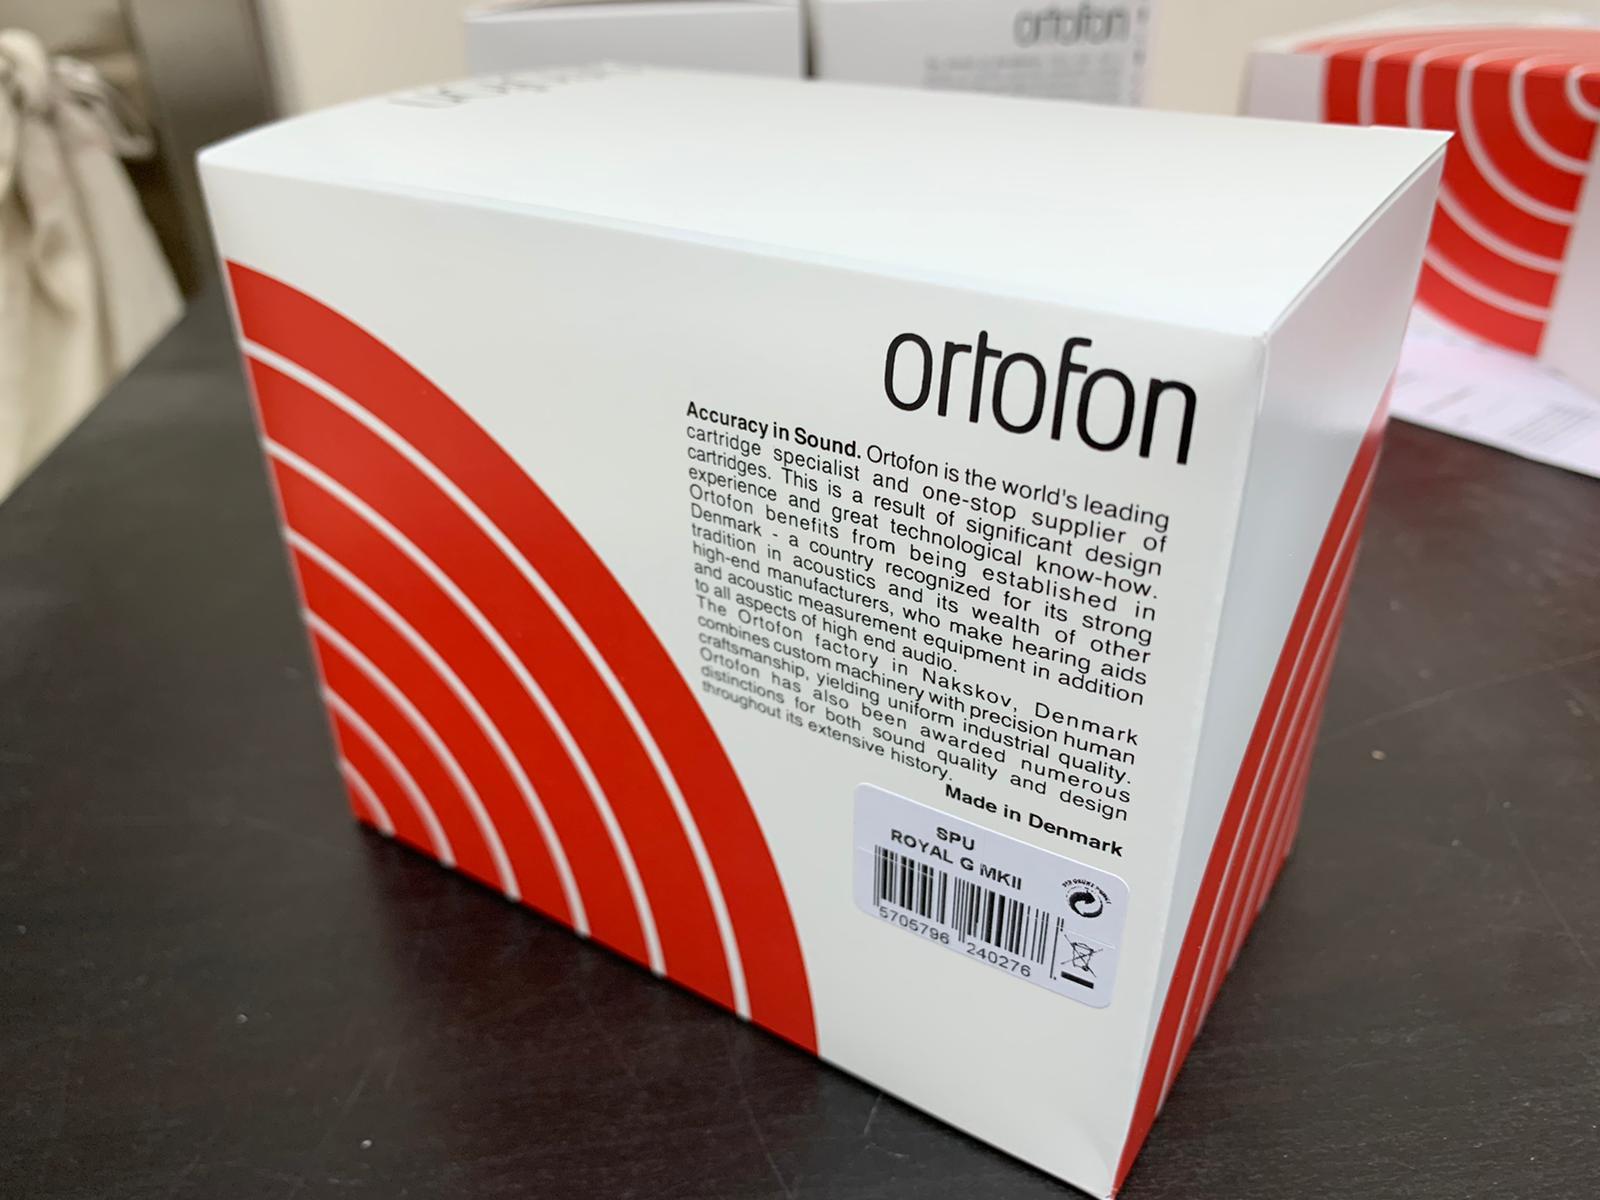 ortofon
ortofon
Accuracy in Sound. Ortofon is the world's leading
cartridge specialist and one-stop supplier of
cartridges. This is a result of significant design
experience and great technological know-how.
Ortofon benefits from being established in
Denmark - a country recognized for its strong
tradition in acoustics and its wealth of other
high-end manufacturers, who make hearing aids
and acoustic measurement equipment in addition
to all aspects of high end audio.
The Ortofon factory in Nakskov, Denmark
combines custom machinery with precision human
craftsmanship, yielding uniform industrial quality.
Ortofon has also been awarded numerous
distinctions for both sound quality and design
throughout its extensive history.
Made in Denmark
SPU
ROYAL G MKII
5705796 240276